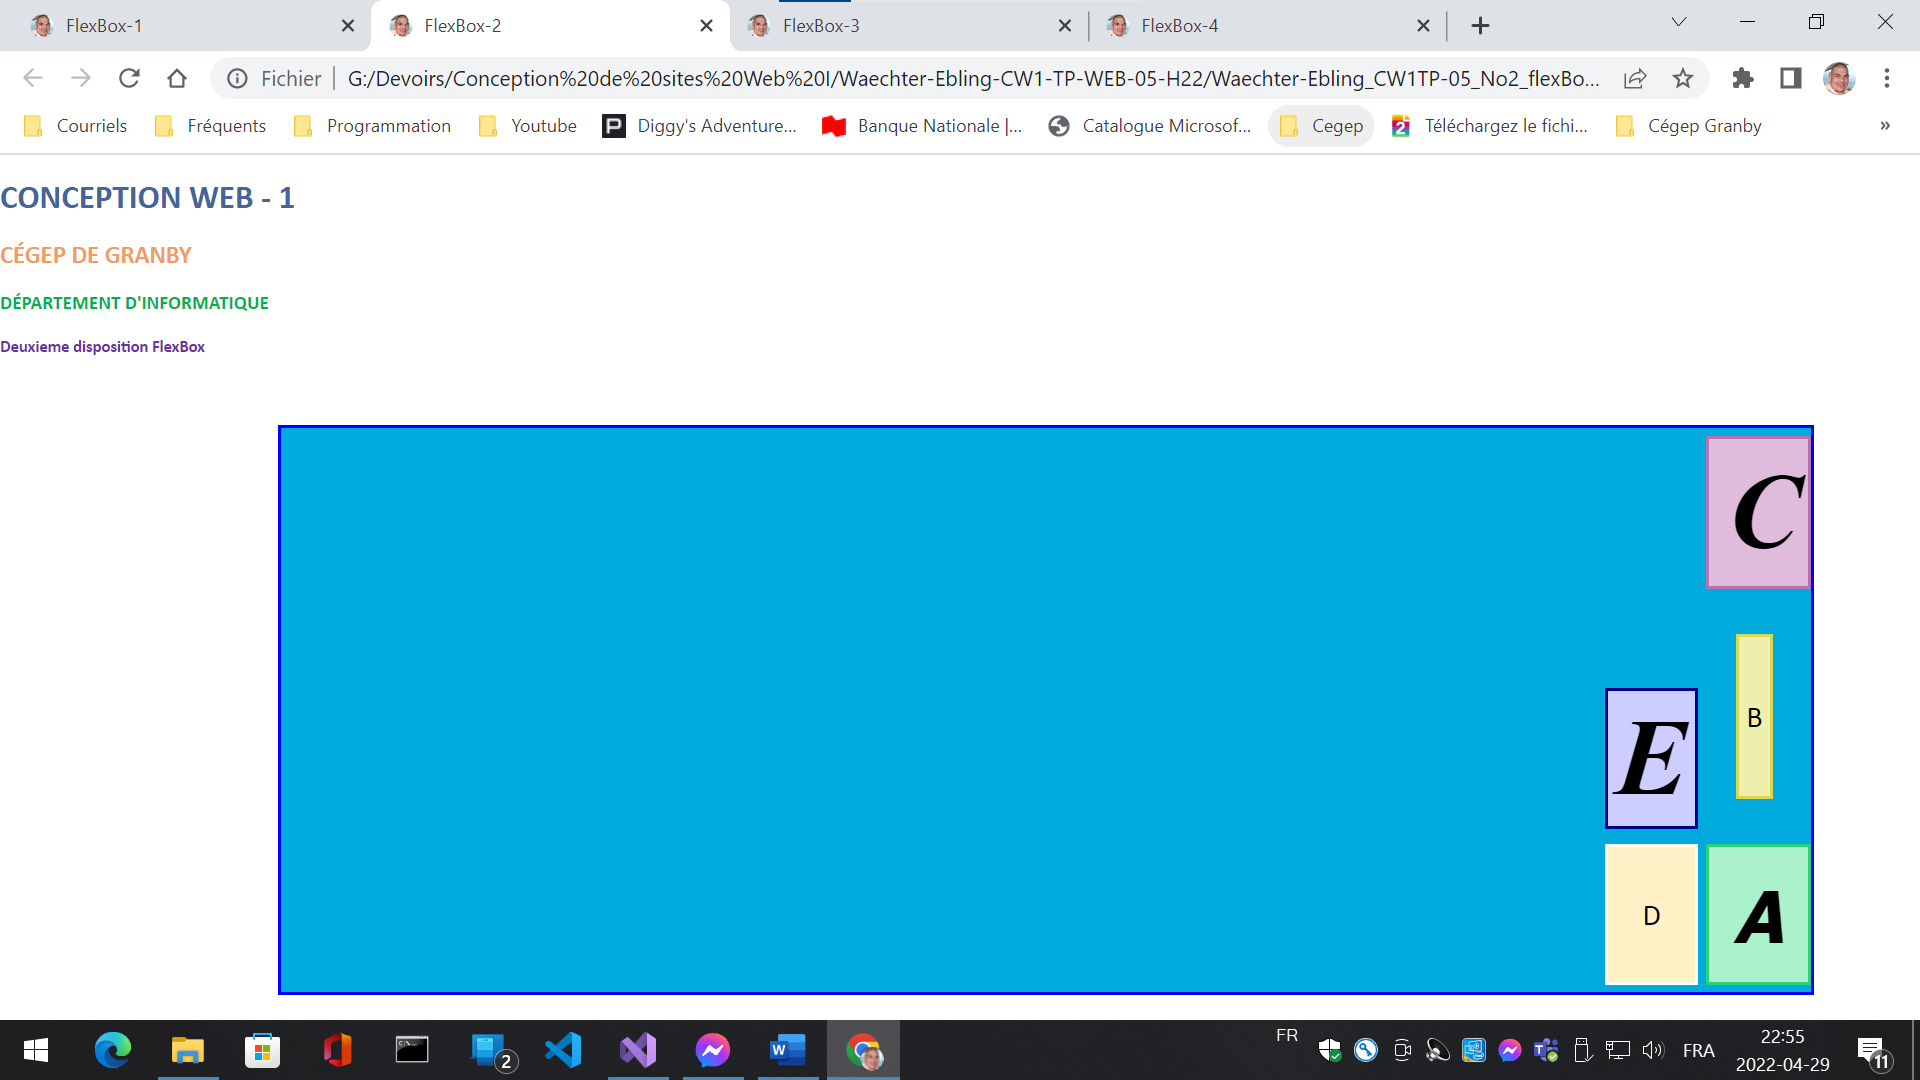 FlexBox-1
FlexBox-2
FlexBox-3
FlexBox-4
Fichier
G:/Devoirs/Conception%20de%20sites%20Web%20I/Waechter-Ebling-CW1-TP-WEB-05-H22/Waechter-Ebling_CW1TP-05_No2_flexBo...
Courriels
Fréquents
Programmation
Youtube
Diggy's Adventure...
Banque Nationale |...
Catalogue Microsof...
Cegep
Téléchargez le fichi...
Cégep Granby
»
CONCEPTION WEB - 1
CÉGEP DE GRANBY
DÉPARTEMENT D'INFORMATIQUE
Deuxieme disposition FlexBox
C
B
E
D
A
2
FR
FRA
22:55
2022-04-29
11